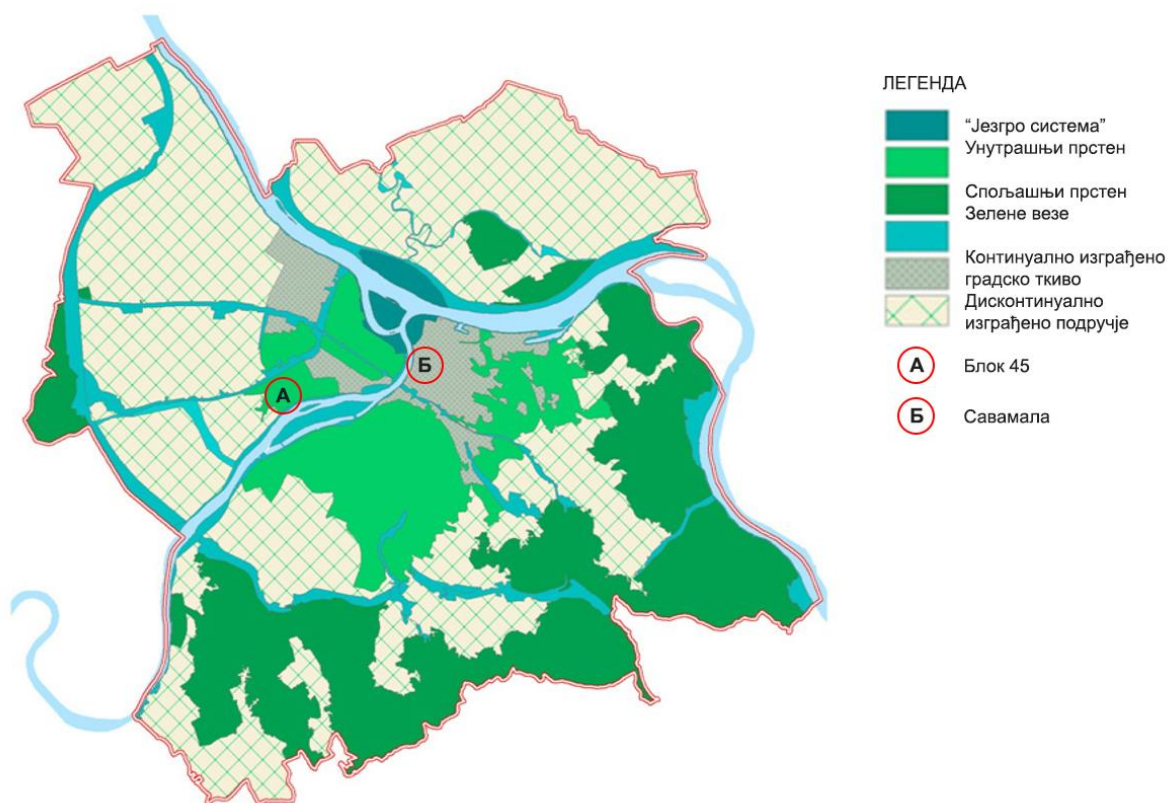 ЛЕГЕНДА
“Језгро система”
Унутрашњи прстен
Спољашњи прстен
Зелене везе
Континуално изграђено
градско ткиво
Дисконтинуално
изграђено подручје
А Блок 45
Б Савамала
Б
А